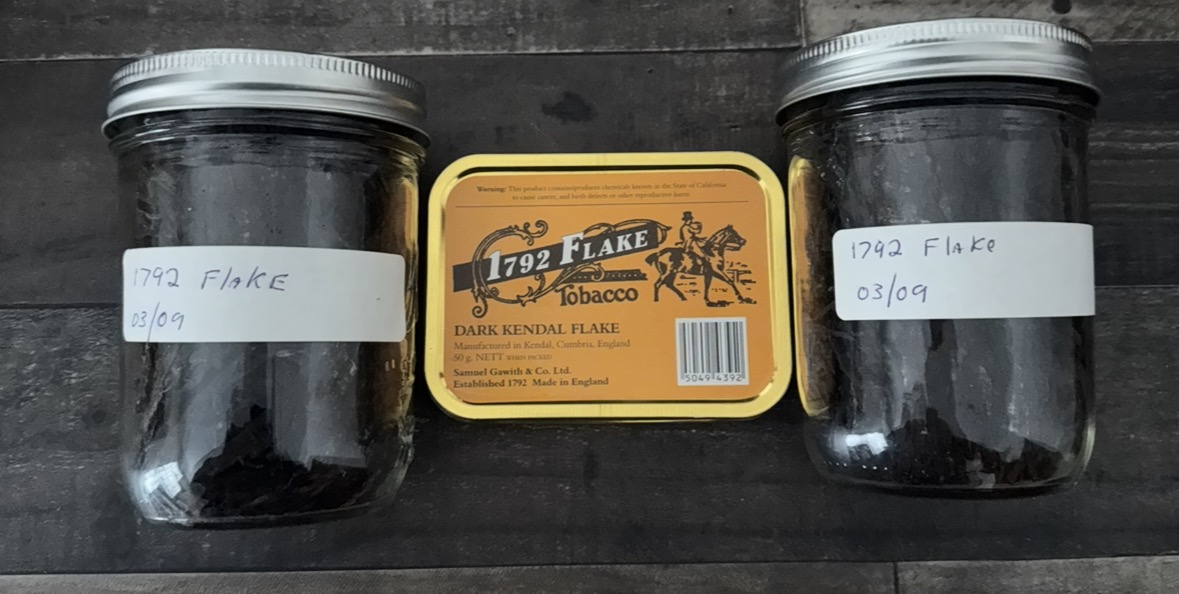 1792 FLAKE
03/09
Warning: This product contains/produces chemicals known to the State of California
to cause cancer, and birth defects or other reproductive harm.
1792 FLAKE
Tobacco
DARK KENDAL FLAKE
Manufactured in Kendal, Cumbria, England
50 g. NETT WHEN PACKED
Samuel Gawith & Co. Ltd.
Established 1792 Made in England
5049 4392
1792 FlAKe
03/09